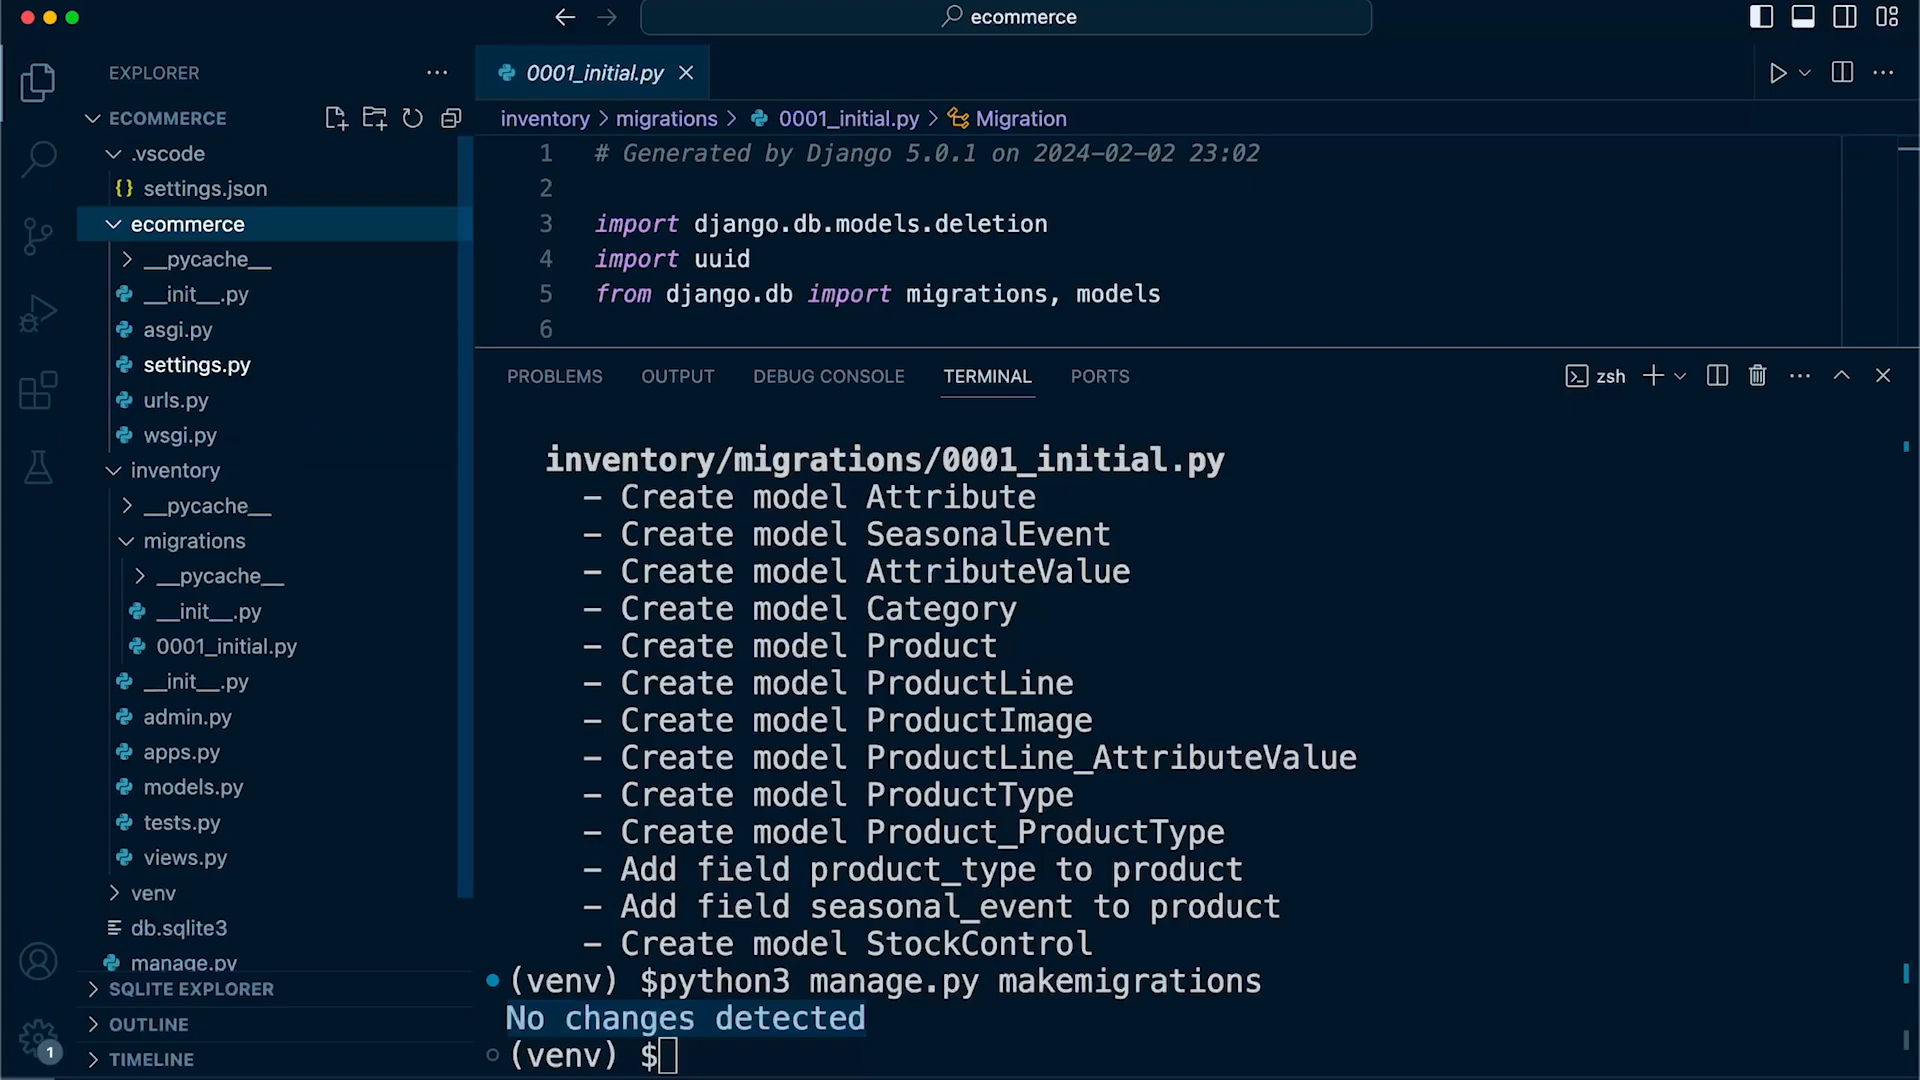 ecommerce
EXPLORER
ECOMMERCE
.vscode
{} settings.json
ecommerce
__pycache__
__init__.py
asgi.py
settings.py
urls.py
wsgi.py
inventory
__pycache__
migrations
__pycache__
__init__.py
0001_initial.py
__init__.py
admin.py
apps.py
models.py
tests.py
views.py
venv
db.sqlite3
manage.py
SQLITE EXPLORER
OUTLINE
TIMELINE
1
0001_initial.py
inventory > migrations > 0001_initial.py > Migration
1 # Generated by Django 5.0.1 on 2024-02-02 23:02
2
3 import django.db.models.deletion
4 import uuid
5 from django.db import migrations, models
6
PROBLEMS OUTPUT DEBUG CONSOLE TERMINAL PORTS zsh
inventory/migrations/0001_initial.py
- Create model Attribute
- Create model SeasonalEvent
- Create model AttributeValue
- Create model Category
- Create model Product
- Create model ProductLine
- Create model ProductImage
- Create model ProductLine_AttributeValue
- Create model ProductType
- Create model Product_ProductType
- Add field product_type to product
- Add field seasonal_event to product
- Create model StockControl
(venv) $python3 manage.py makemigrations
No changes detected
(venv) $